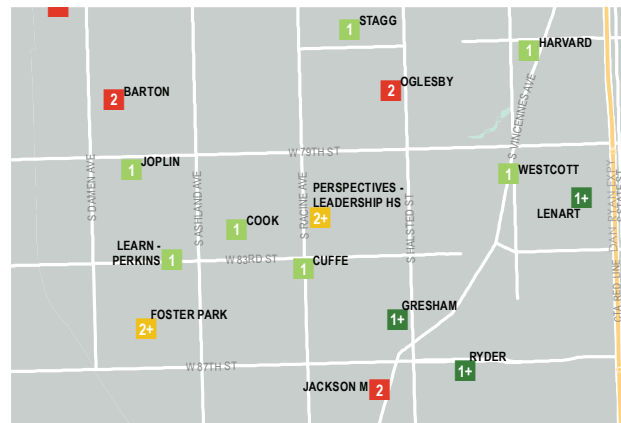 STAGG
1
HARVARD
1
BARTON
2
OGLESBY
2
S VINCENNES AVE
W 79TH ST
JOPLIN
1
WESTCOTT
1
PERSPECTIVES -
LEADERSHIP HS
2+
1+
LENART
S DAMEN AVE
S ASHLAND AVE
S RACINE AVE
S HALSTED ST
COOK
1
LEARN -
PERKINS
1
W 83RD ST
CUFFE
1
DAN RYAN EXPY
S STATE ST
CTA RED LINE
GRESHAM
1+
FOSTER PARK
2+
W 87TH ST
RYDER
1+
JACKSON M
2